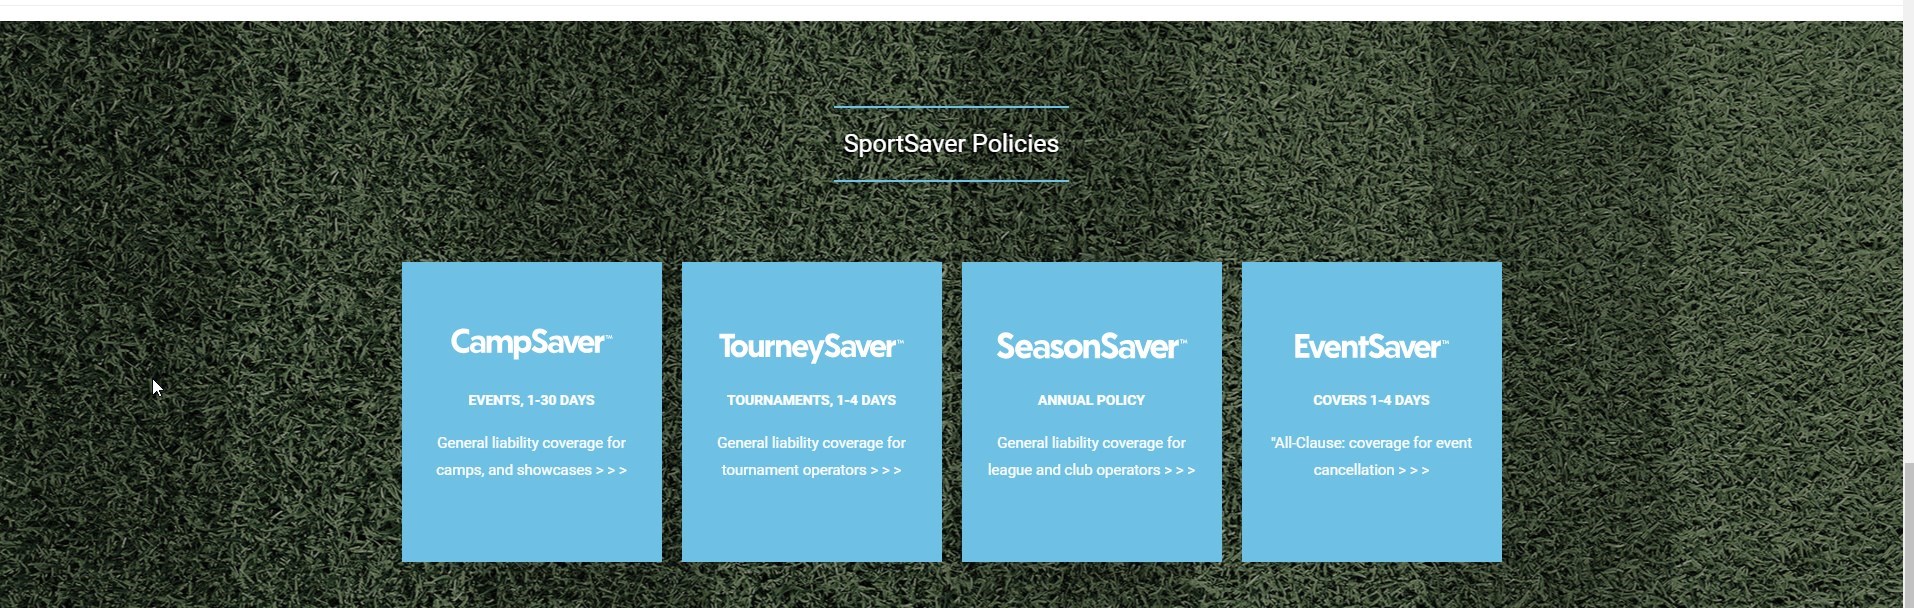 SportSaver Policies
CampSaver™
EVENTS, 1-30 DAYS
General liability coverage for
camps, and showcases > > >
TourneySaver™
TOURNAMENTS, 1-4 DAYS
General liability coverage for
tournament operators > > >
SeasonSaver™
ANNUAL POLICY
General liability coverage for
league and club operators > > >
EventSaver™
COVERS 1-4 DAYS
"All-Clause: coverage for event
cancellation > > >